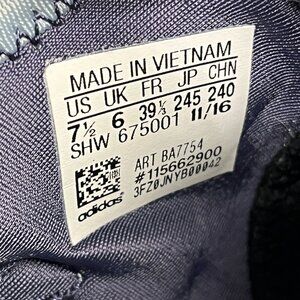 MADE IN VIETNAM
US UK FR JP CHN
7½ 6 39⅓ 245 240
SHW 675001 11/16
ART BA7754
#115662900
3FZ0JNYB00042
adidas